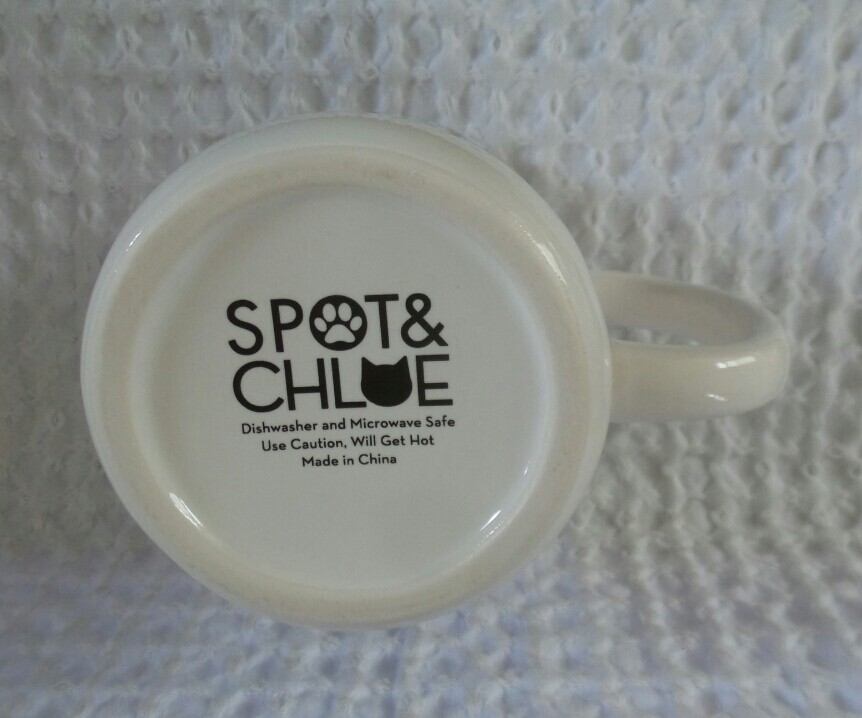 SPOT&
CHLOE
Dishwasher and Microwave Safe
Use Caution, Will Get Hot
Made in China